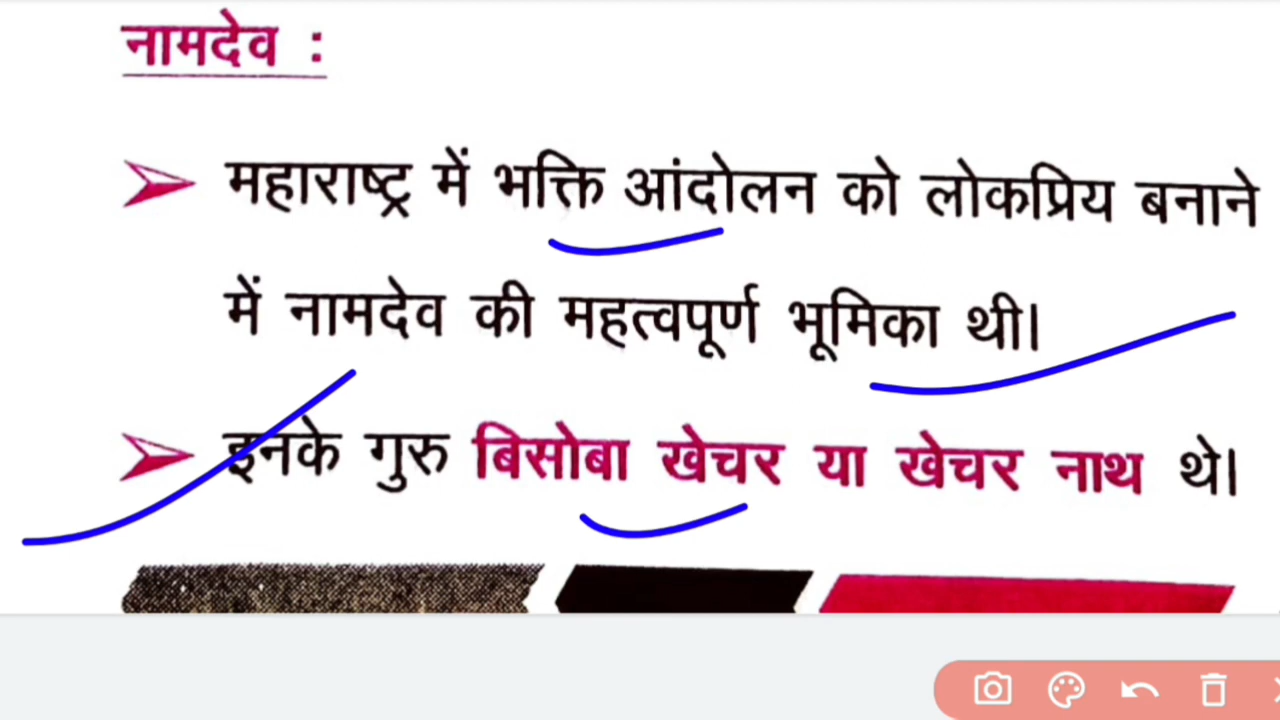 नामदेव :
महाराष्ट्र में भक्ति आंदोलन को लोकप्रिय बनाने
में नामदेव की महत्वपूर्ण भूमिका थी।
इनके गुरु बिसोबा खेचर या खेचर नाथ थे।